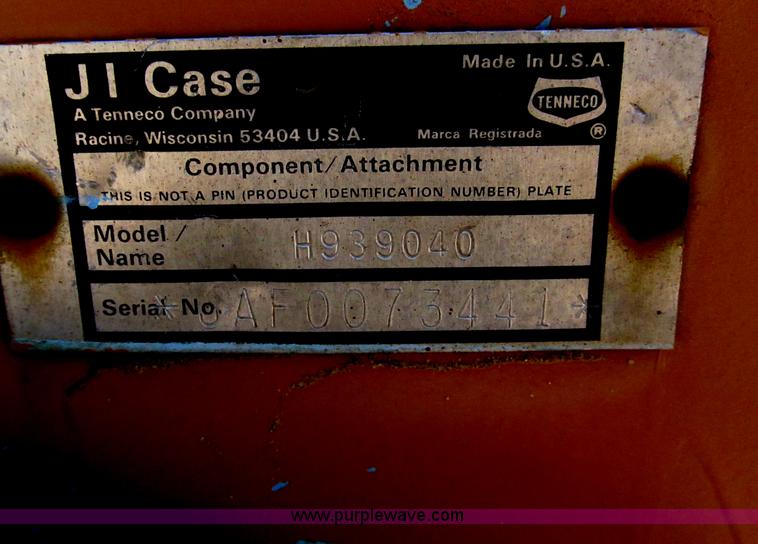 J I Case
Made In U.S.A.
A Tenneco Company
TENNECO
Racine, Wisconsin 53404 U.S.A.
Marca Registrada ®
Component/Attachment
THIS IS NOT A PIN (PRODUCT IDENTIFICATION NUMBER) PLATE
Model/
Name H939040
Serial No. *JAF0073441*
www.purplewave.com